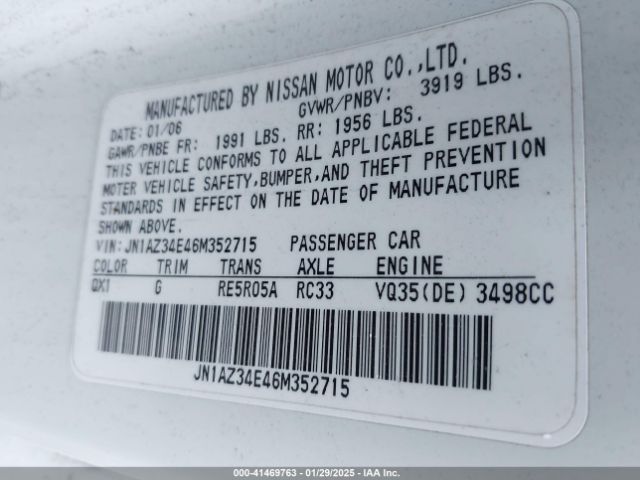 MANUFACTURED BY NISSAN MOTOR CO.,LTD.
DATE: 01/06 GVWR/PNBV: 3919 LBS.
GAWR/PNBE FR: 1991 LBS. RR: 1956 LBS.
THIS VEHICLE CONFORMS TO ALL APPLICABLE FEDERAL
MOTER VEHICLE SAFETY,BUMPER,AND THEFT PREVENTION
STANDARDS IN EFFECT ON THE DATE OF MANUFACTURE
SHOWN ABOVE.
VIN:JN1AZ34E46M352715 PASSENGER CAR
COLOR TRIM TRANS AXLE ENGINE
QX1 G RE5R05A RC33 VQ35(DE) 3498CC
JN1AZ34E46M352715
000-41469763 | 01/29/2025 - IAA Inc.